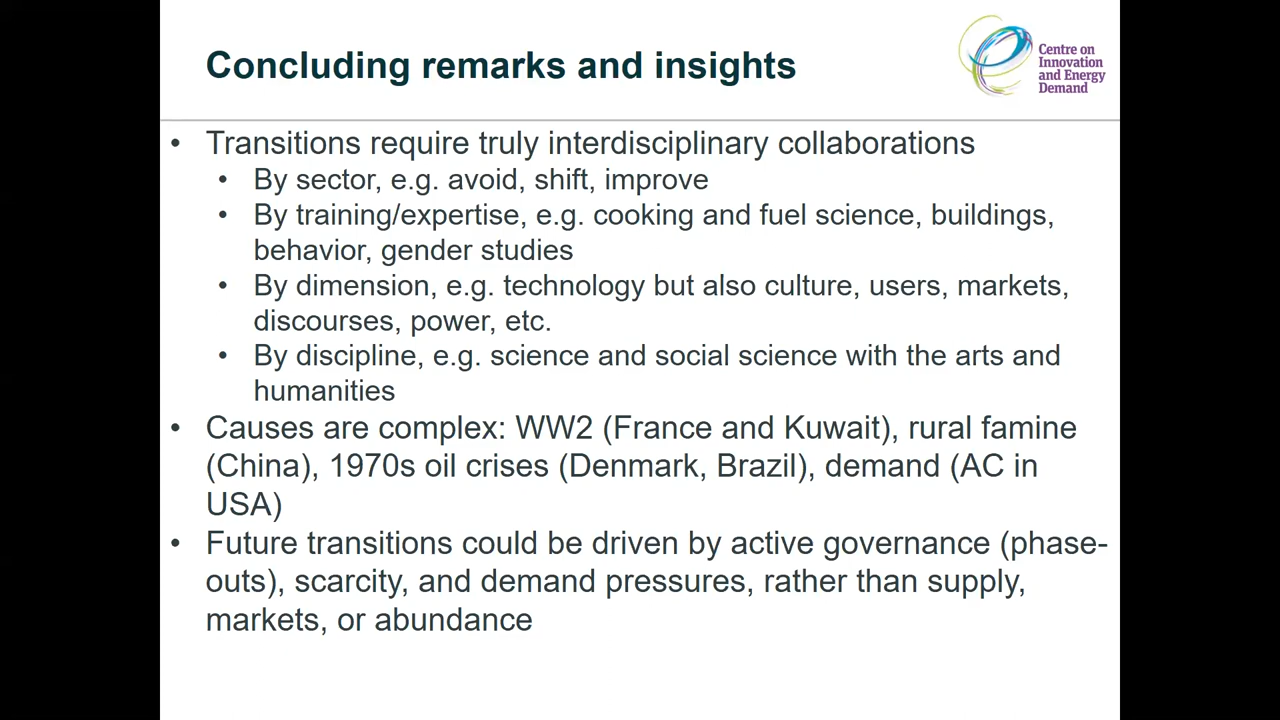 Concluding remarks and insights
Centre on
Innovation
and Energy
Demand
• Transitions require truly interdisciplinary collaborations
• By sector, e.g. avoid, shift, improve
• By training/expertise, e.g. cooking and fuel science, buildings,
behavior, gender studies
• By dimension, e.g. technology but also culture, users, markets,
discourses, power, etc.
• By discipline, e.g. science and social science with the arts and
humanities
• Causes are complex: WW2 (France and Kuwait), rural famine
(China), 1970s oil crises (Denmark, Brazil), demand (AC in
USA)
• Future transitions could be driven by active governance (phase-
outs), scarcity, and demand pressures, rather than supply,
markets, or abundance